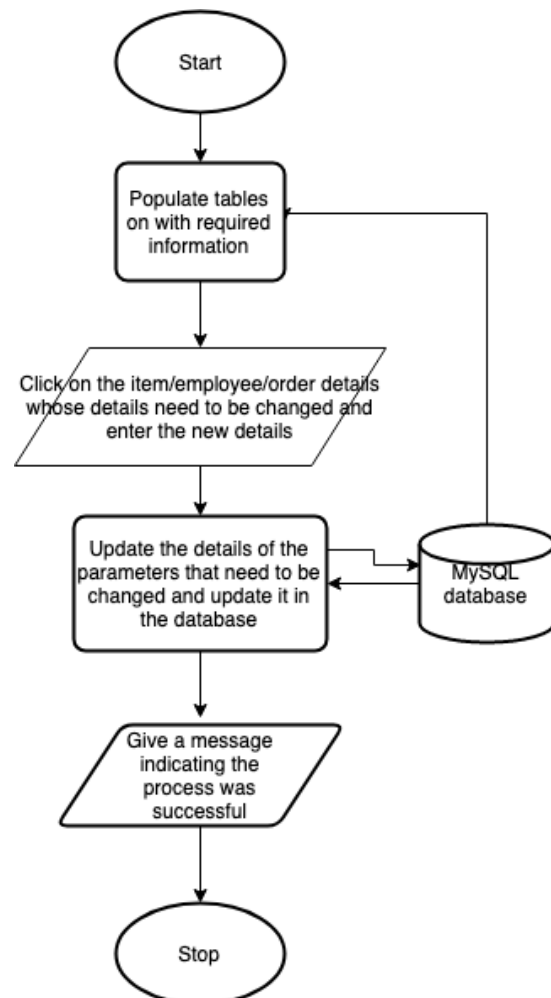 Start
Populate tables
on with required
information
Click on the item/employee/order details
whose details need to be changed and
enter the new details
Update the details of the
parameters that need to be
changed and update it in
the database
MySQL
database
Give a message
indicating the
process was
successful
Stop